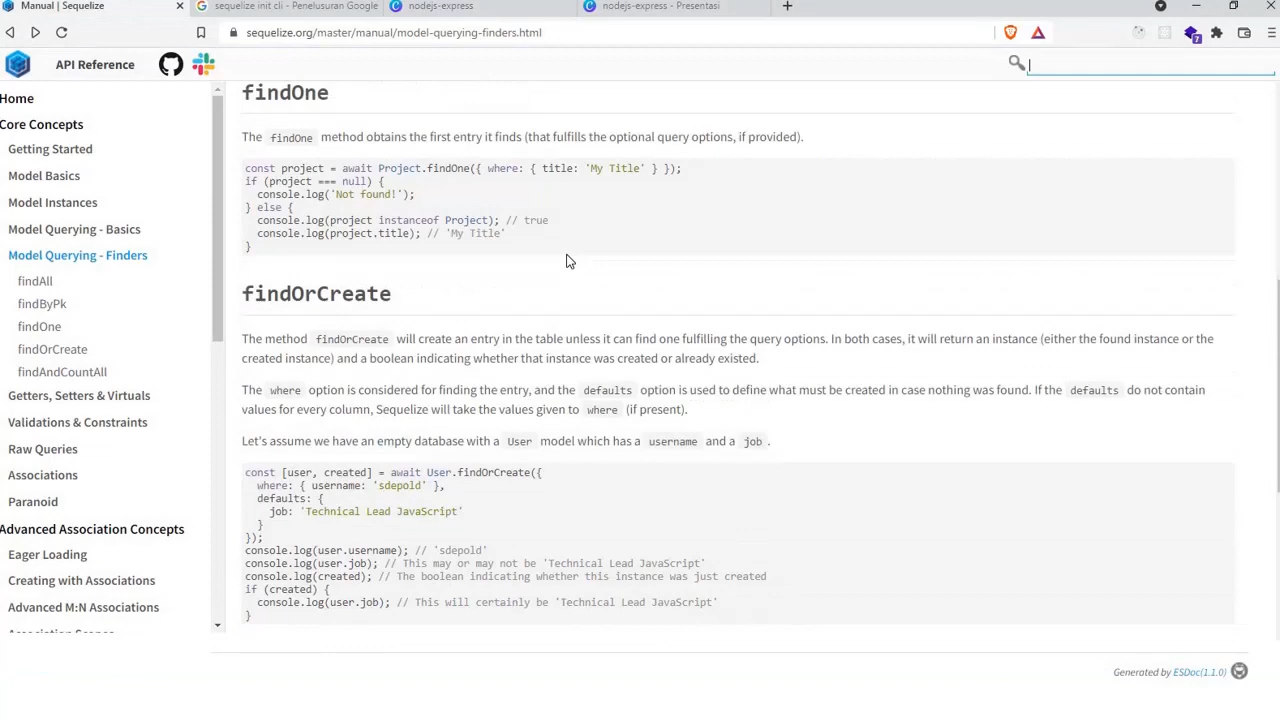 Manual | Sequelize
sequelize init cli - Penelusuran Google
nodejs-express
nodejs-express - Presentasi
sequelize.org/master/manual/model-querying-finders.html
7
API Reference
Home
Core Concepts
Getting Started
Model Basics
Model Instances
Model Querying - Basics
Model Querying - Finders
findAll
findByPk
findOne
findOrCreate
findAndCountAll
Getters, Setters & Virtuals
Validations & Constraints
Raw Queries
Associations
Paranoid
Advanced Association Concepts
Eager Loading
Creating with Associations
Advanced M:N Associations
findOne
The findOne method obtains the first entry it finds (that fulfills the optional query options, if provided).
const project = await Project.findOne({ where: { title: 'My Title' } });
if (project === null) {
console.log('Not found!');
} else {
console.log(project instanceof Project); // true
console.log(project.title); // 'My Title'
}
findOrCreate
The method findOrCreate will create an entry in the table unless it can find one fulfilling the query options. In both cases, it will return an instance (either the found instance or the
created instance) and a boolean indicating whether that instance was created or already existed.
The where option is considered for finding the entry, and the defaults option is used to define what must be created in case nothing was found. If the defaults do not contain
values for every column, Sequelize will take the values given to where (if present).
Let's assume we have an empty database with a User model which has a username and a job .
const [user, created] = await User.findOrCreate({
where: { username: 'sdepold' },
defaults: {
job: 'Technical Lead JavaScript'
}
});
console.log(user.username); // 'sdepold'
console.log(user.job); // This may or may not be 'Technical Lead JavaScript'
console.log(created); // The boolean indicating whether this instance was just created
if (created) {
console.log(user.job); // This will certainly be 'Technical Lead JavaScript'
}
Generated by ESDoc(1.1.0)